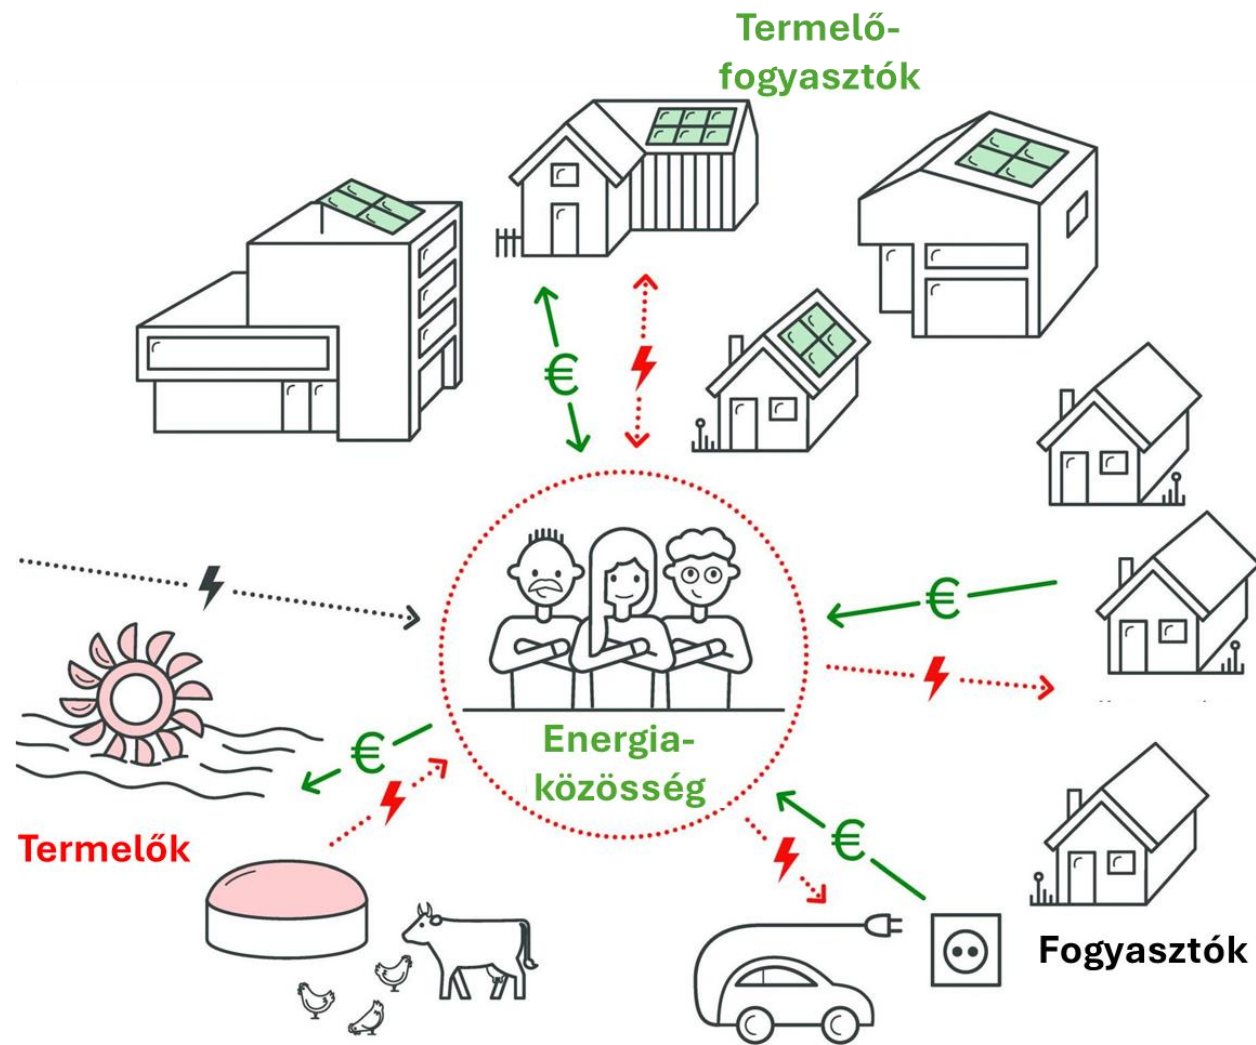 Termelő-
fogyasztók
€
€
Energia-
közösség
€
Termelők
€
Fogyasztók